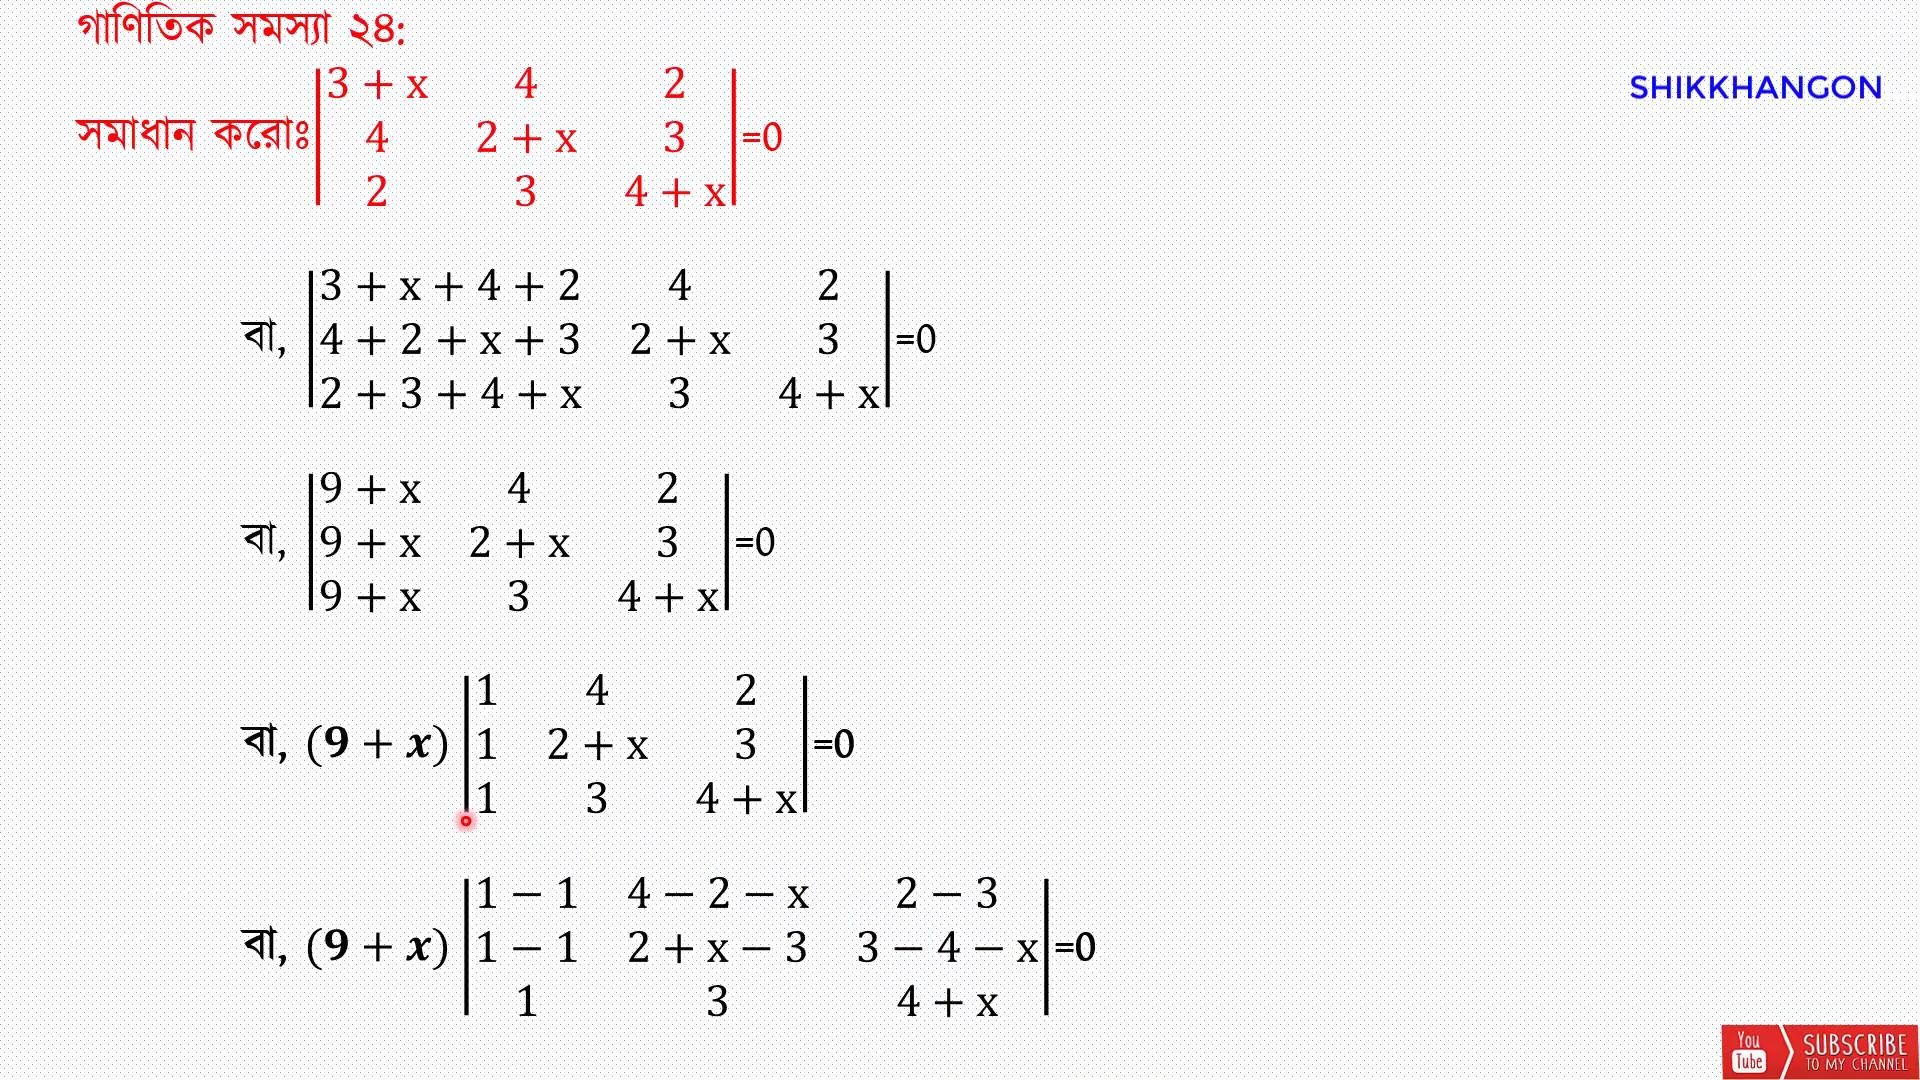 গাণিতিক সমস্যা ২৪:
SHIKKHANGON
3 + x 4 2
সমাধান করোঃ 4 2 + x 3 =0
2 3 4 + x
3 + x + 4 + 2 4 2
বা, 4 + 2 + x + 3 2 + x 3 =0
2 + 3 + 4 + x 3 4 + x
9 + x 4 2
বা, 9 + x 2 + x 3 =0
9 + x 3 4 + x
1 4 2
বা, (9 + x) 1 2 + x 3 =0
1 3 4 + x
1 − 1 4 − 2 − x 2 − 3
বা, (9 + x) 1 − 1 2 + x − 3 3 − 4 − x =0
1 3 4 + x
You Tube SUBSCRIBE
TO MY CHANNEL